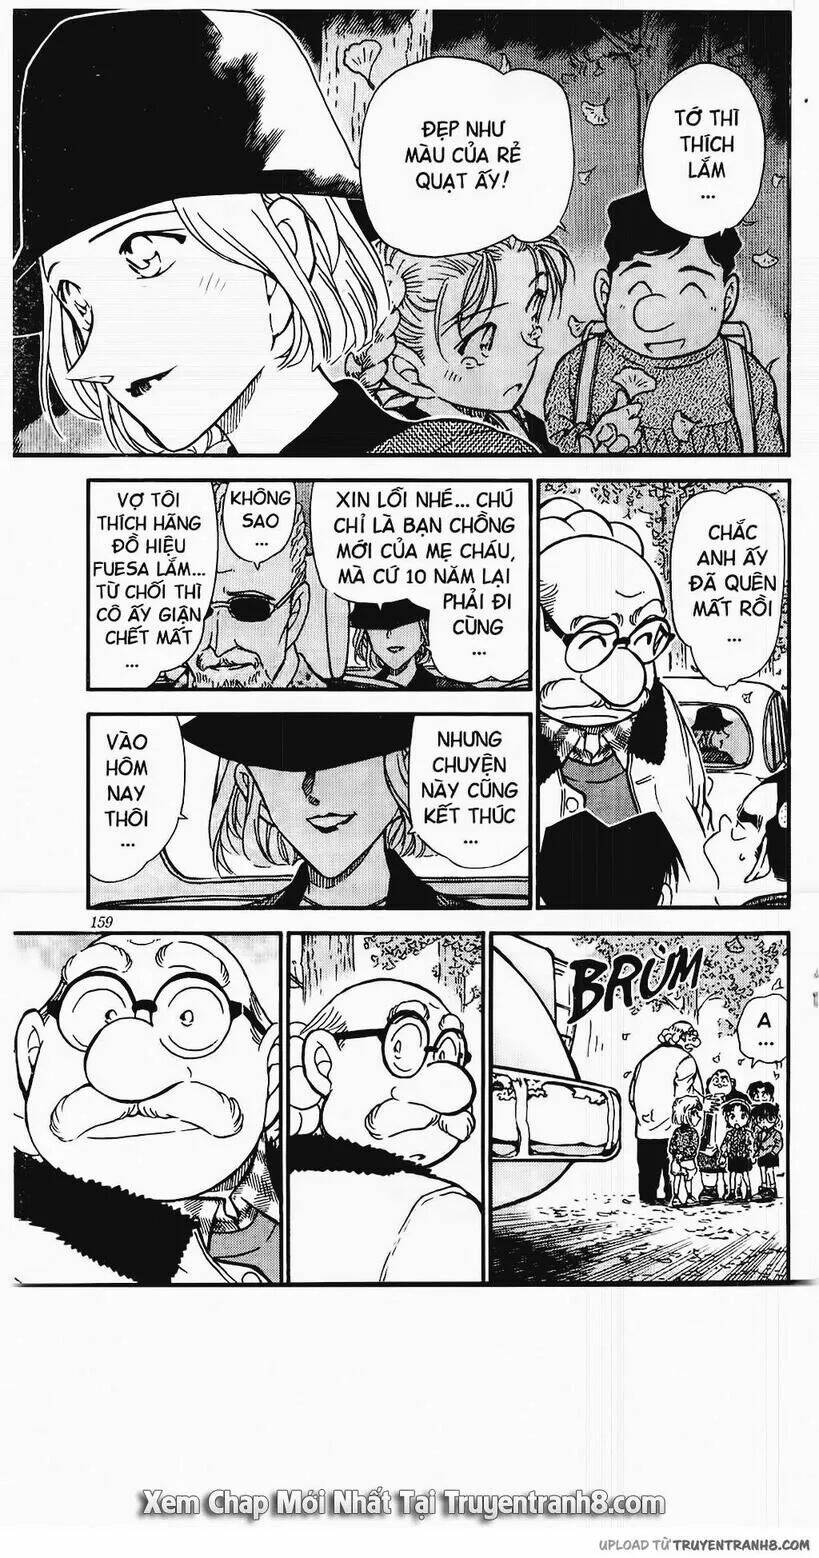 TỚ THÌ
THÍCH
LẮM
...
ĐẸP NHƯ
MÀU CỦA RẺ
QUẠT ẤY!
CHẮC
ANH ẤY
ĐÃ QUÊN
MẤT RỒI
...
XIN LỖI NHÉ... CHÚ
CHỈ LÀ BẠN CHỒNG
MỚI CỦA MẸ CHÁU,
MÀ CỨ 10 NĂM LẠI
PHẢI ĐI
CÙNG
...
KHÔNG
SAO
...
VỢ TÔI
THÍCH HÃNG
ĐỒ HIỆU
FUESA LẮM...
TỪ CHỐI THÌ
CÔ ẤY GIẬN
CHẾT MẤT
...
NHƯNG
CHUYỆN
NÀY CŨNG
KẾT THÚC
...
VÀO
HÔM
NAY
THÔI
...
159
BRÙM
A
...
Xem Chap Mới Nhất Tại Truyentranh8.com
UPLOAD TỪ TRUYENTRANH8.COM